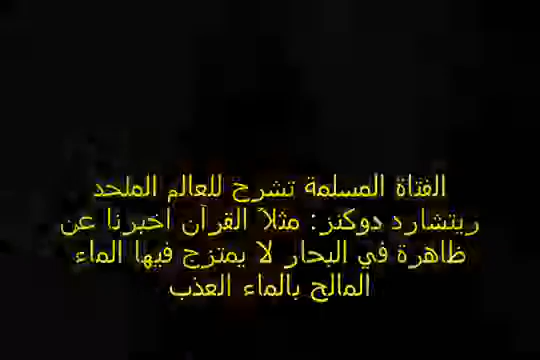 الفتاة المسلمة تشرح للعالم الملحد
ريتشارد دوكنز: مثلاً القرآن اخبرنا عن
ظاهرة في البحار لا يمتزج فيها الماء
المالح بالماء العذب